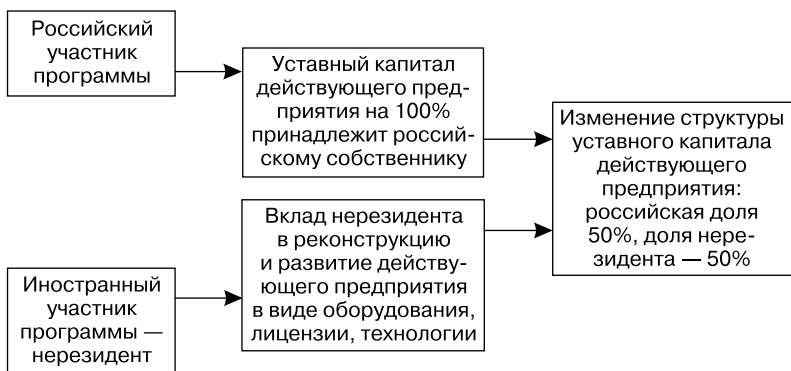 Российский
участник
программы
Уставный капитал
действующего пред-
приятия на 100%
принадлежит россий-
скому собственнику
Вклад нерезидента
в реконструкцию
и развитие действу-
ющего предприятия
в виде оборудования,
лицензии, технологии
Иностранный
участник
программы —
нерезидент
Изменение структуры
уставного капитала
действующего
предприятия:
российская доля
50%, доля нере-
зидента — 50%